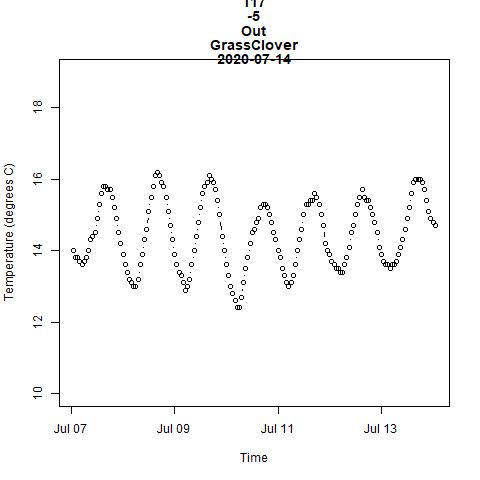 117
-5
Out
GrassClover
2020-07-14
Temperature (degrees C)
18
16
14
12
10
Jul 07
Jul 09
Jul 11
Jul 13
Time